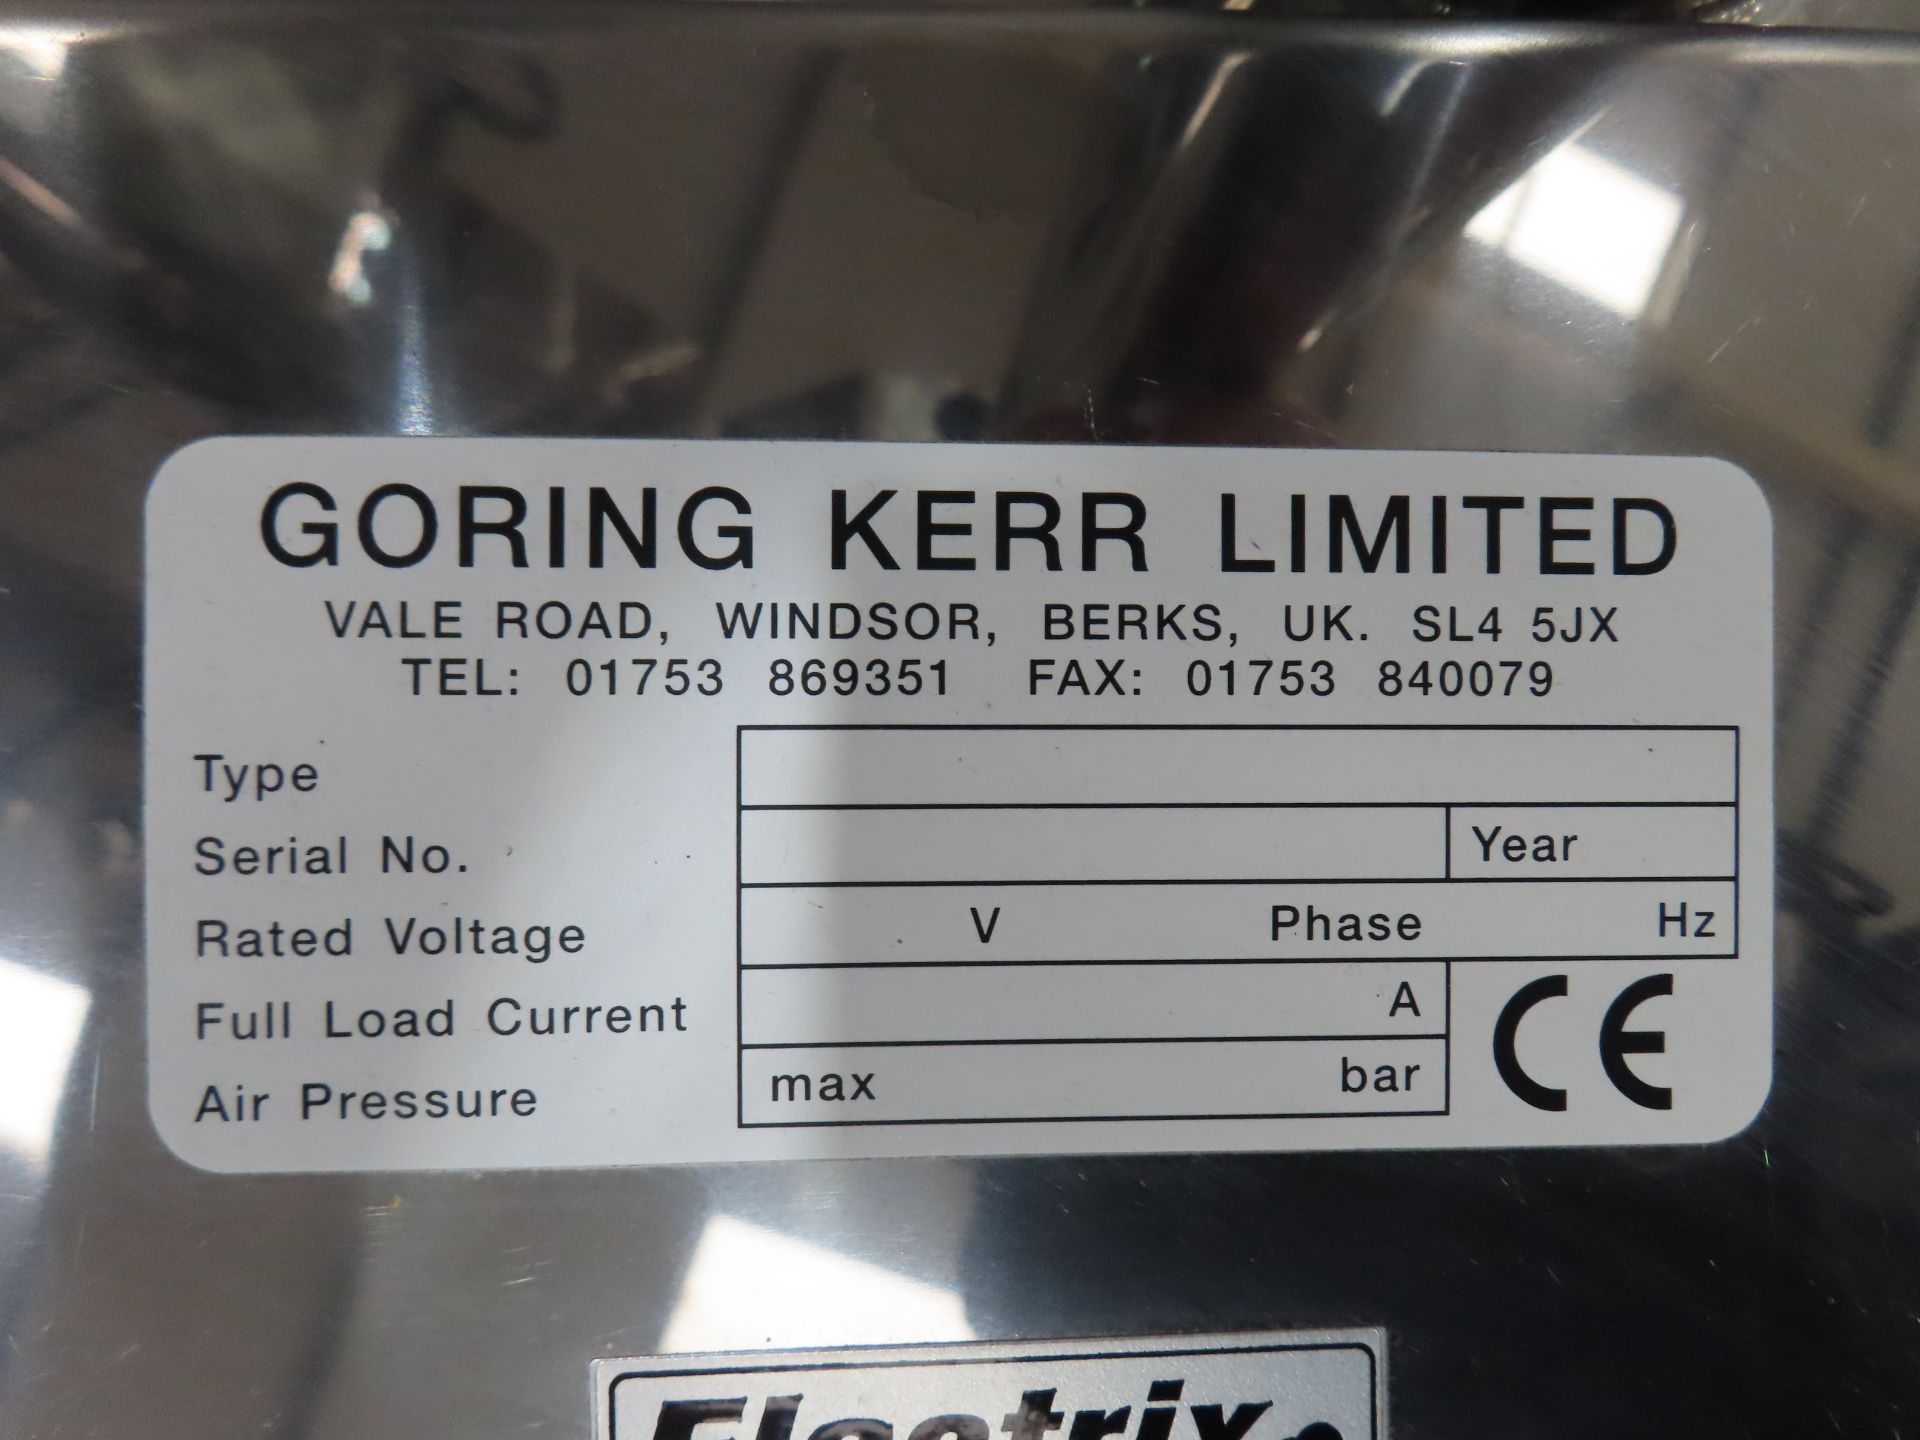 GORING KERR LIMITED
VALE ROAD, WINDSOR, BERKS, UK. SL4 5JX
TEL: 01753 869351 FAX: 01753 840079
Type
Serial No. Year
Rated Voltage V Phase Hz
Full Load Current A
Air Pressure max bar
CE
Electrix